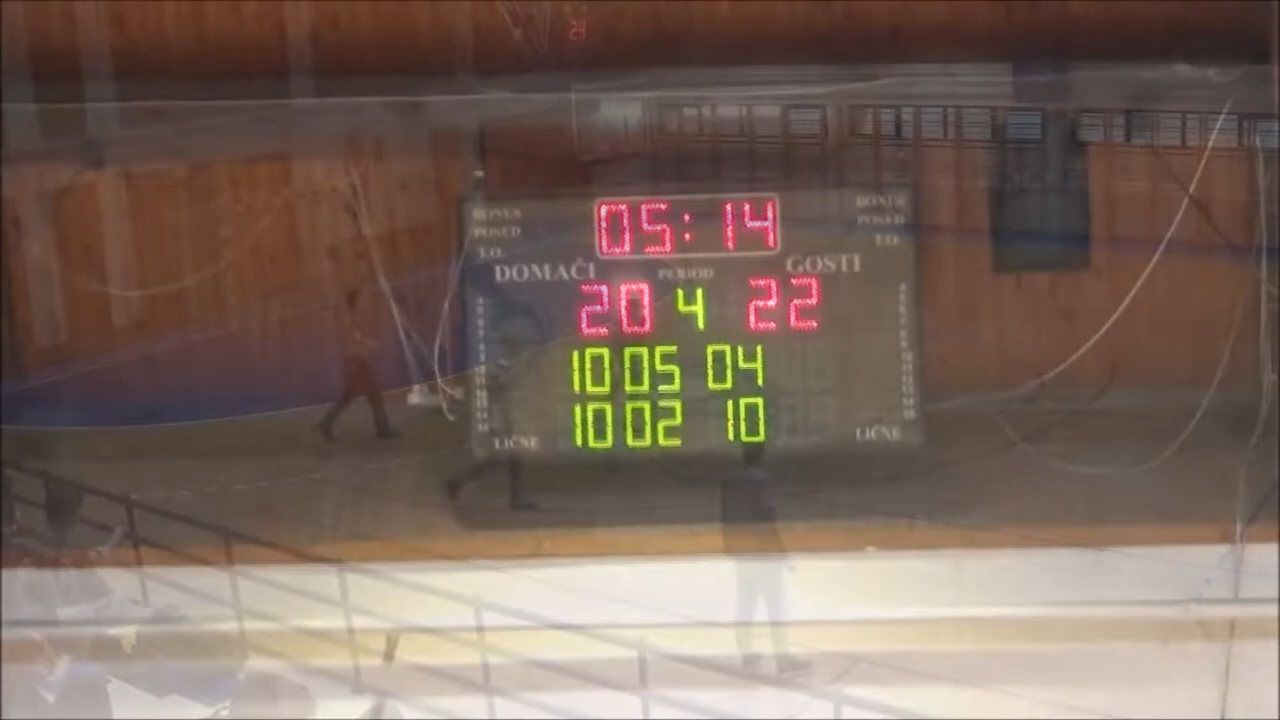 BONUS 05:14 BONUS
POSED POSED
T.O. T.O.
DOMAĆI PERIOD GOSTI
20 4 22
10 05 04
10 02 10
LIČNE LIČNE